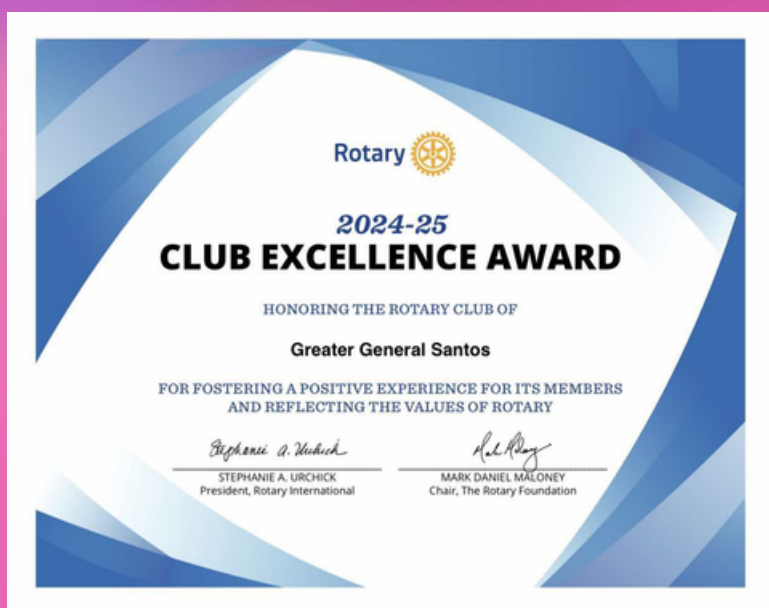 Rotary
2024-25
CLUB EXCELLENCE AWARD
HONORING THE ROTARY CLUB OF
Greater General Santos
FOR FOSTERING A POSITIVE EXPERIENCE FOR ITS MEMBERS
AND REFLECTING THE VALUES OF ROTARY
Stephanie A. Urchick
STEPHANIE A. URCHICK
President, Rotary International
MARK DANIEL MALONEY
Chair, The Rotary Foundation